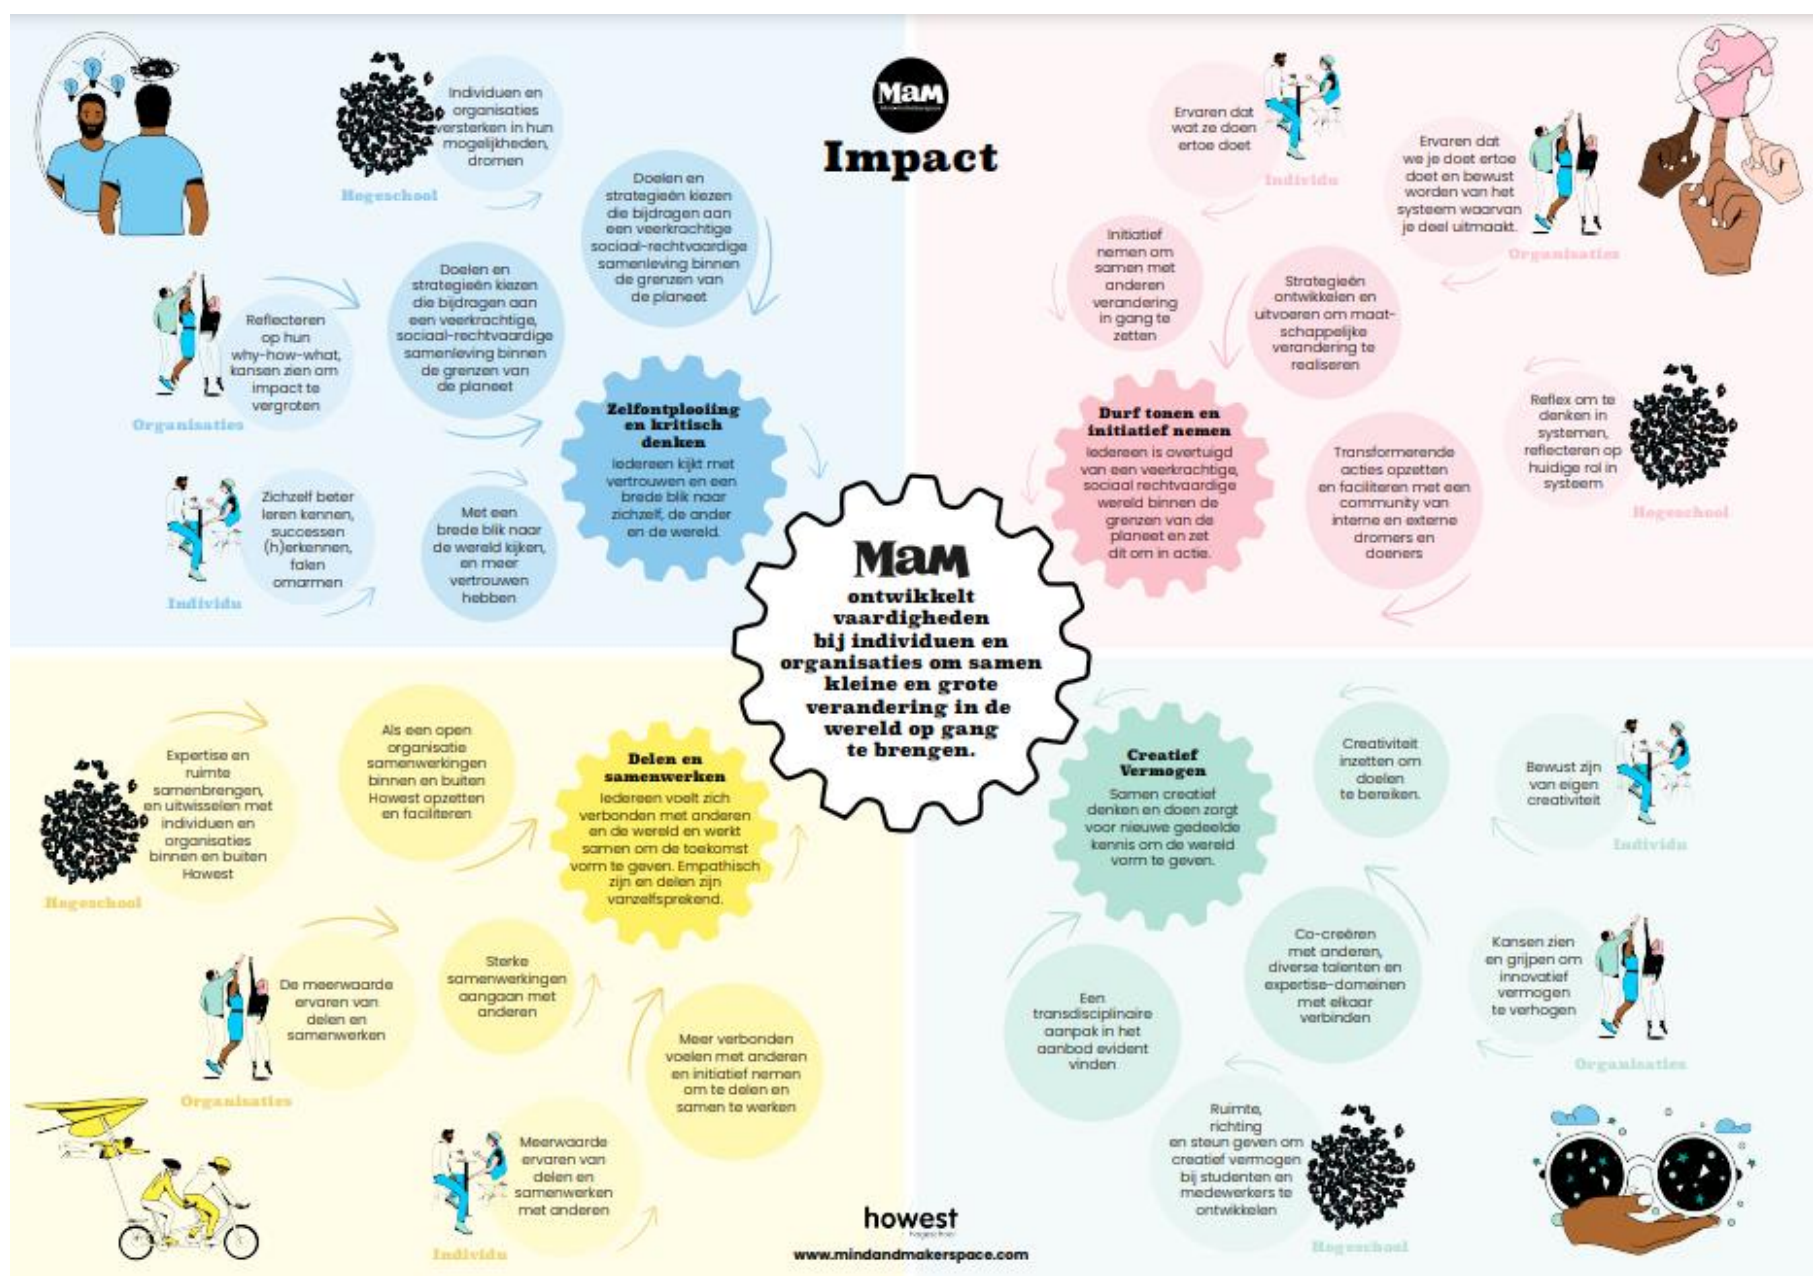 MaM
Impact
Individuen en
organisaties
versterken in hun
mogelijkheden,
dromen
Hogeschool
Doelen en
strategieën kiezen
die bijdragen aan
een veerkrachtige
sociaal-rechtvaardige
samenleving binnen
de grenzen van
de planeet
Reflecteren
op hun
why-how-what,
kansen zien om
impact te
vergroten
Organisaties
Doelen en
strategieën kiezen
die bijdragen aan
een veerkrachtige,
sociaal-rechtvaardige
samenleving binnen
de grenzen van
de planeet
Zichzelf beter
leren kennen,
successen
(h)erkennen,
falen
omarmen
Individu
Met een
brede blik naar
de wereld kijken,
en meer
vertrouwen
hebben
Zelfontplooiing
en kritisch
denken
Iedereen kijkt met
vertrouwen en een
brede blik naar
zichzelf, de ander
en de wereld.
Ervaren dat
wat ze doen
ertoe doet
Individu
Initiatief
nemen om
samen met
anderen
verandering
in gang te
zetten
Ervaren dat
we je doet ertoe
doet en bewust
worden van het
systeem waarvan
je deel uitmaakt.
Organisaties
Strategieën
ontwikkelen en
uitvoeren om maat-
schappelijke
verandering te
realiseren
Reflex om te
denken in
systemen,
reflecteren op
huidige rol in
systeem
Hogeschool
Transformerende
acties opzetten
en faciliteren met een
community van
interne en externe
dromers en
doeners
Durf tonen en
initiatief nemen
Iedereen is overtuigd
van een veerkrachtige,
sociaal rechtvaardige
wereld binnen de
grenzen van de
planeet en zet
dit om in actie.
MaM
ontwikkelt
vaardigheden
bij individuen en
organisaties om samen
kleine en grote
verandering in de
wereld op gang
te brengen.
Expertise en
ruimte
samenbrengen,
en uitwisselen met
individuen en
organisaties
binnen en buiten
Howest
Hogeschool
Als een open
organisatie
samenwerkingen
binnen en buiten
Howest opzetten
en faciliteren
Delen en
samenwerken
Iedereen voelt zich
verbonden met anderen
en de wereld en werkt
samen om de toekomst
vorm te geven. Empathisch
zijn en delen zijn
vanzelfsprekend.
De meerwaarde
ervaren van
delen en
samenwerken
Organisaties
Sterke
samenwerkingen
aangaan met
anderen
Meer verbonden
voelen met anderen
en initiatief nemen
om te delen en
samen te werken
Meerwaarde
ervaren van
delen en
samenwerken
met anderen
Individu
Creatief
Vermogen
Samen creatief
denken en doen zorgt
voor nieuwe gedeelde
kennis om de wereld
vorm te geven.
Creativiteit
inzetten om
doelen
te bereiken.
Bewust zijn
van eigen
creativiteit
Individu
Co-creëren
met anderen,
diverse talenten en
expertise-domeinen
met elkaar
verbinden
Kansen zien
en grijpen om
innovatief
vermogen
te verhogen
Organisaties
Een
transdisciplinaire
aanpak in het
aanbod evident
vinden
Ruimte,
richting
en steun geven om
creatief vermogen
bij studenten en
medewerkers te
ontwikkelen
Hogeschool
howest
hogeschool
www.mindandmakerspace.com